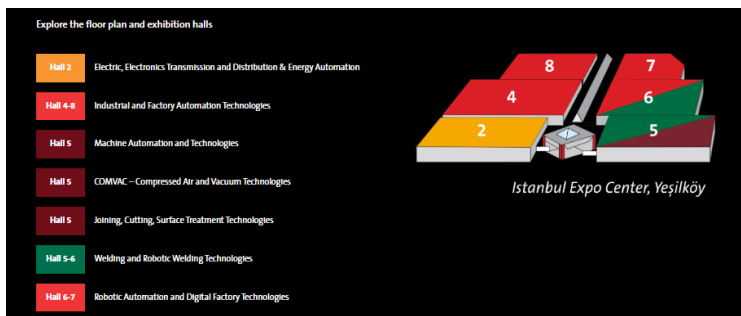 Explore the floor plan and exhibition halls
Hall 2 Electric, Electronics Transmission and Distribution & Energy Automation
Hall 4-8 Industrial and Factory Automation Technologies
Hall 5 Machine Automation and Technologies
Hall 5 COMVAC – Compressed Air and Vacuum Technologies
Hall 5 Joining, Cutting, Surface Treatment Technologies
Hall 5-6 Welding and Robotic Welding Technologies
Hall 6-7 Robotic Automation and Digital Factory Technologies
8 7
4 6
2 5
Istanbul Expo Center, Yeşilköy